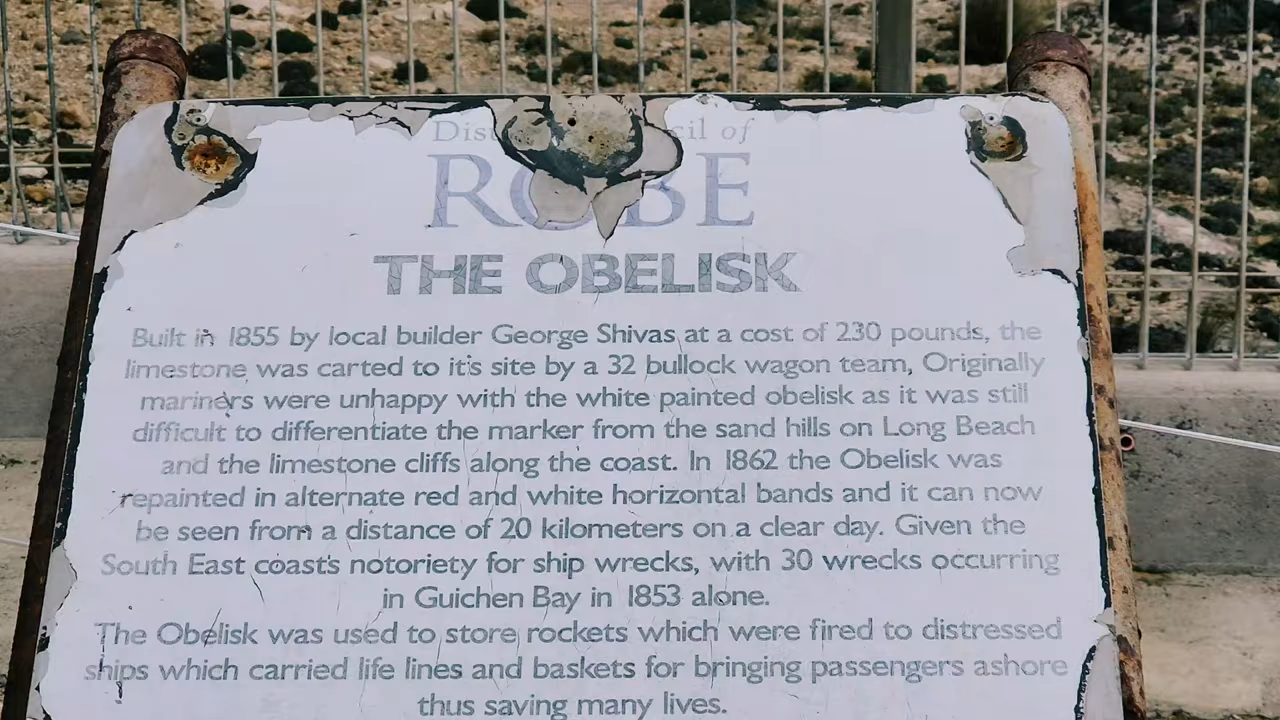 of
ROBE
THE OBELISK
Built in 1855 by local builder George Shivas at a cost of 230 pounds, the
limestone was carted to it's site by a 32 bullock wagon team, Originally
mariners were unhappy with the white painted obelisk as it was still
difficult to differentiate the marker from the sand hills on Long Beach
and the limestone cliffs along the coast. In 1862 the Obelisk was
repainted in alternate red and white horizontal bands and it can now
be seen from a distance of 20 kilometers on a clear day. Given the
South East coasts notoriety for ship wrecks, with 30 wrecks occurring
in Guichen Bay in 1853 alone.
The Obelisk was used to store rockets which were fired to distressed
ships which carried life lines and baskets for bringing passengers ashore
thus saving many lives.